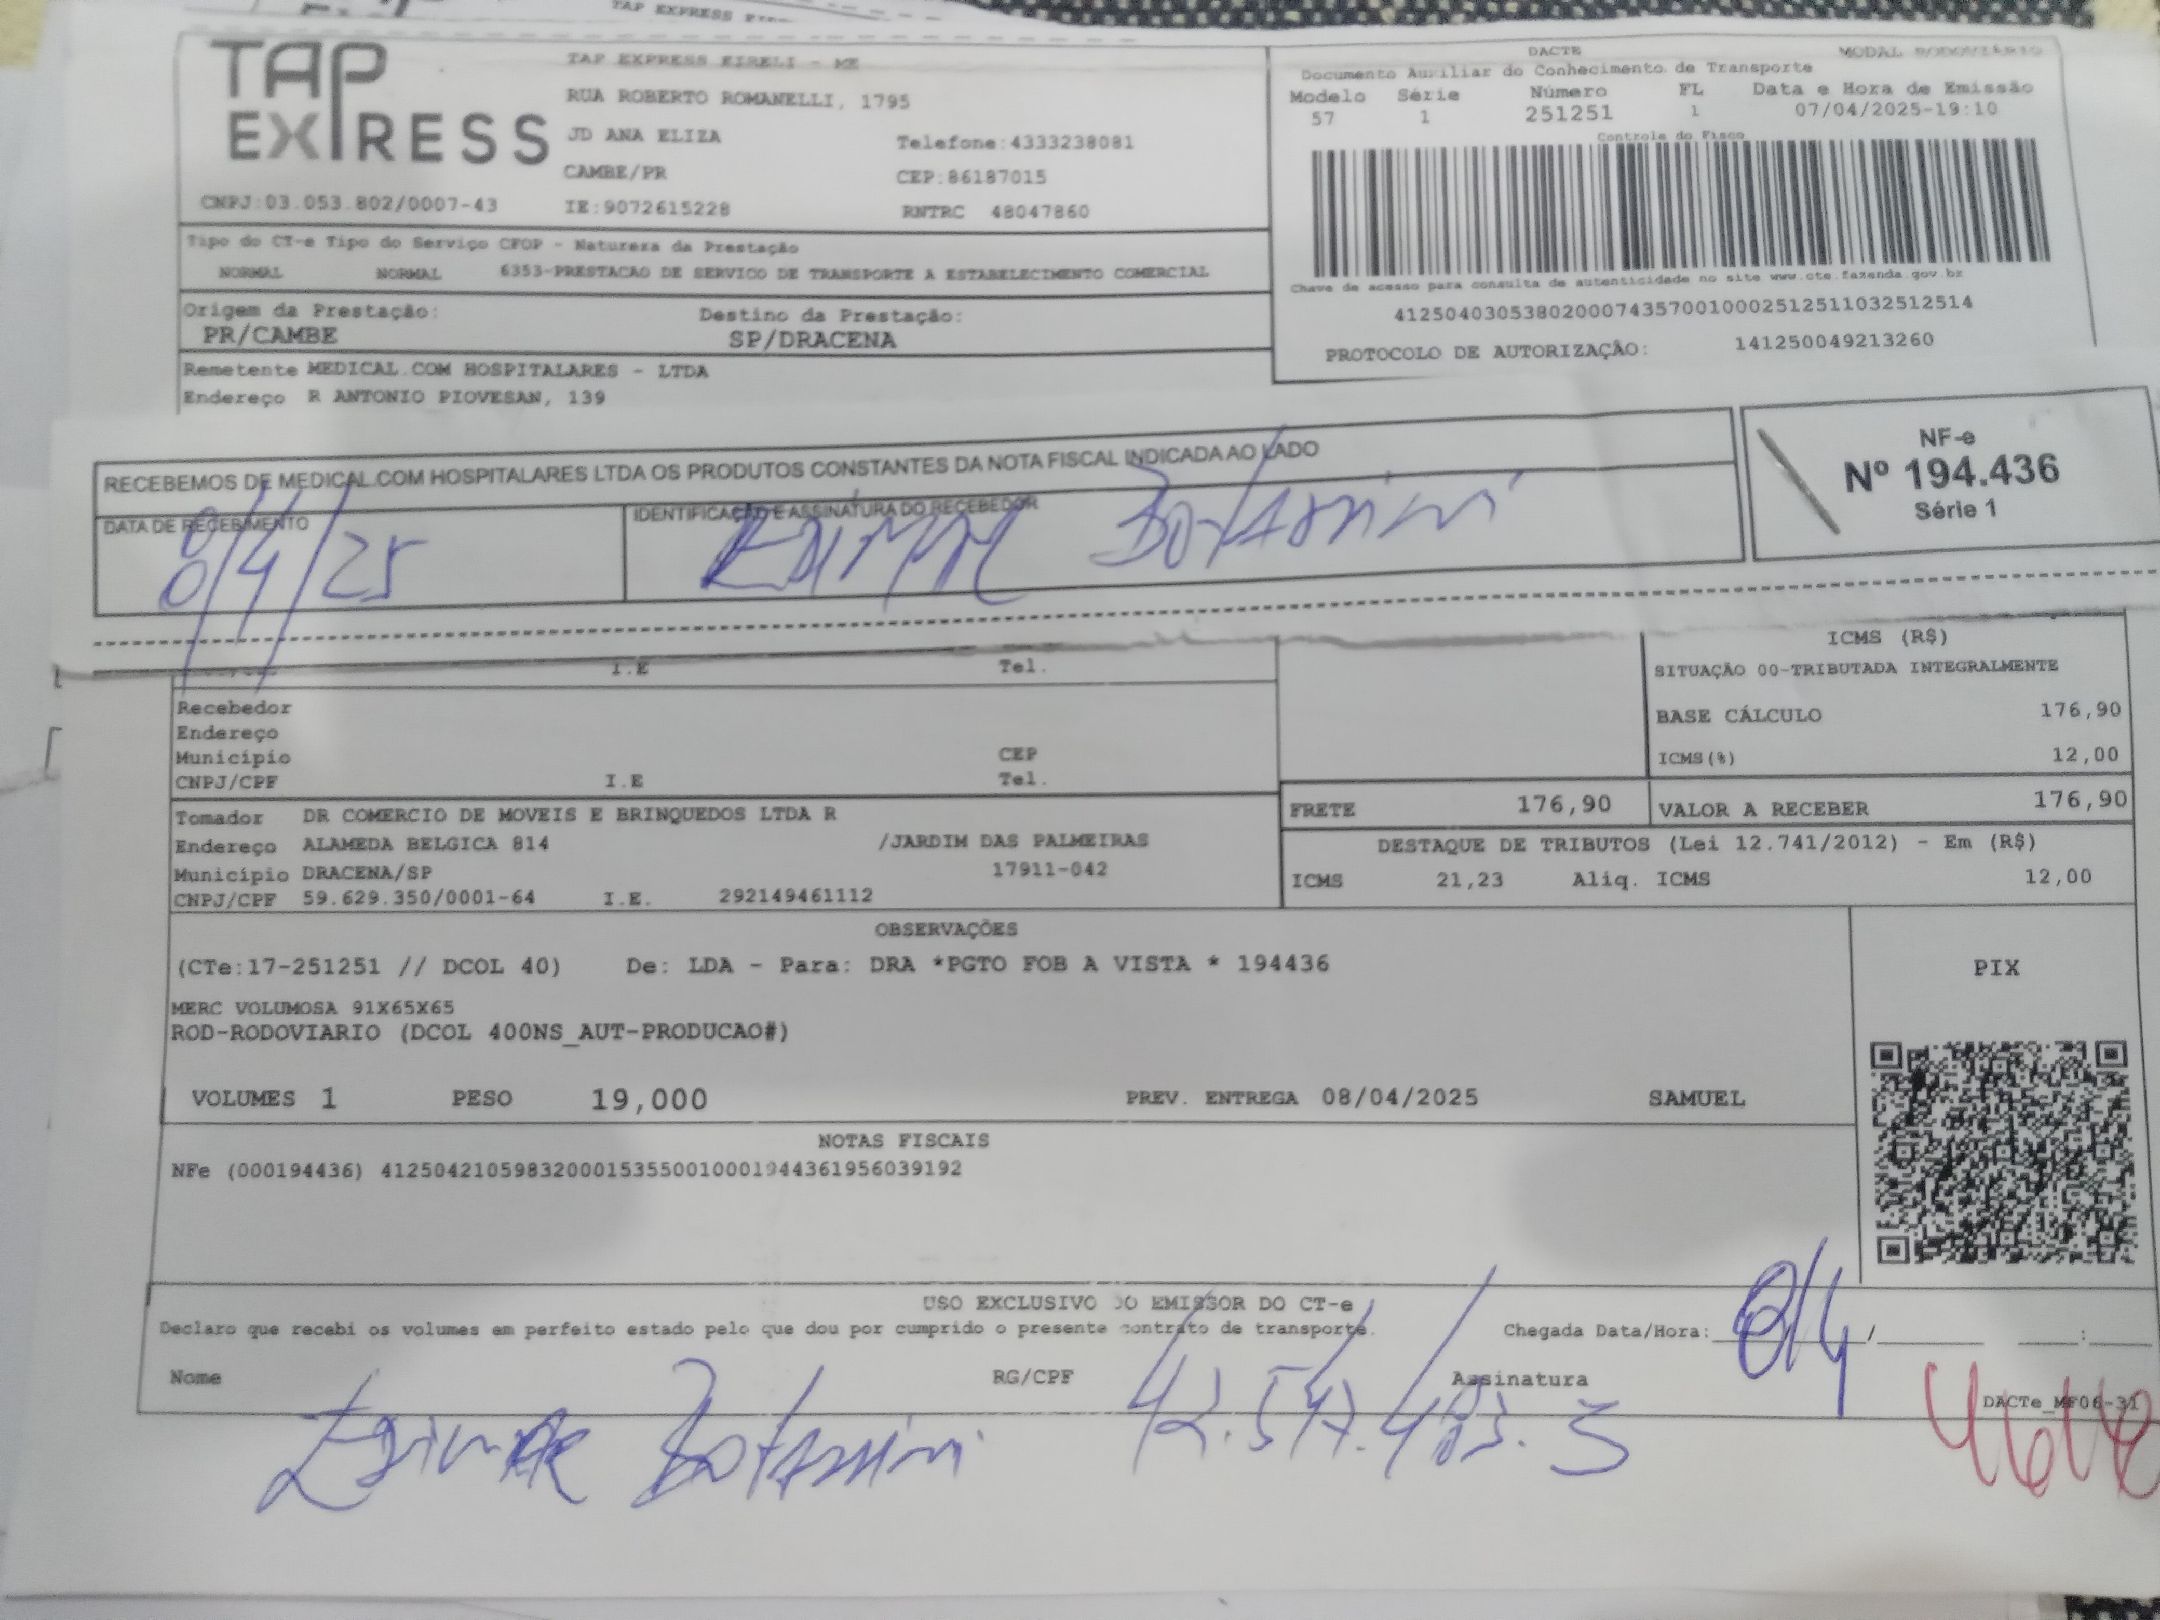 TAP EXPRESS
TAP EXPRESS
TAP EXPRESS EIRELI - ME
RUA ROBERTO ROMANELLI, 1795
JD ANA ELIZA
Telefone:4333238081
CAMBE/PR
CEP:86187015
CNPJ:03.053.802/0007-43
IE:9072615228
RNTRC 48047860
DACTE
MODAL RODOVIÁRIO
Documento Auxiliar do Conhecimento de Transporte
Modelo Série Número FL Data e Hora de Emissão
57 1 251251 1 07/04/2025-19:10
Controle do Fisco
Chave de acesso para consulta de autenticidade no site www.cte.fazenda.gov.br
41250403053802000743570010002512511032512514
PROTOCOLO DE AUTORIZAÇÃO: 141250049213260
Tipo do CT-e Tipo do Serviço CFOP - Natureza da Prestação
NORMAL NORMAL 6353-PRESTACAO DE SERVICO DE TRANSPORTE A ESTABELECIMENTO COMERCIAL
Origem da Prestação: Destino da Prestação:
PR/CAMBE SP/DRACENA
Remetente MEDICAL.COM HOSPITALARES - LTDA
Endereço R ANTONIO PIOVESAN, 139
RECEBEMOS DE MEDICAL.COM HOSPITALARES LTDA OS PRODUTOS CONSTANTES DA NOTA FISCAL INDICADA AO LADO
DATA DE RECEBIMENTO
IDENTIFICAÇÃO E ASSINATURA DO RECEBEDOR
NF-e
Nº 194.436
Série 1
I.E Tel.
Recebedor
Endereço
Município CEP
CNPJ/CPF I.E Tel.
ICMS (R$)
SITUAÇÃO 00-TRIBUTADA INTEGRALMENTE
BASE CÁLCULO 176,90
ICMS(%) 12,00
Tomador DR COMERCIO DE MOVEIS E BRINQUEDOS LTDA R
Endereço ALAMEDA BELGICA 814 /JARDIM DAS PALMEIRAS
Município DRACENA/SP 17911-042
CNPJ/CPF 59.629.350/0001-64 I.E. 292149461112
FRETE 176,90 VALOR A RECEBER 176,90
DESTAQUE DE TRIBUTOS (Lei 12.741/2012) - Em (R$)
ICMS 21,23 Aliq. ICMS 12,00
OBSERVAÇÕES
(CTe:17-251251 // DCOL 40) De: LDA - Para: DRA *PGTO FOB A VISTA * 194436
MERC VOLUMOSA 91X65X65
ROD-RODOVIARIO (DCOL 400NS_AUT-PRODUCAO#)
PIX
VOLUMES 1 PESO 19,000 PREV. ENTREGA 08/04/2025 SAMUEL
NOTAS FISCAIS
NFe (000194436) 41250421059832000153550010001944361956039192
USO EXCLUSIVO DO EMISSOR DO CT-e
Declaro que recebi os volumes em perfeito estado pelo que dou por cumprido o presente contrato de transporte.
Chegada Data/Hora: / :
Nome RG/CPF Assinatura
DACTe_MF06-31